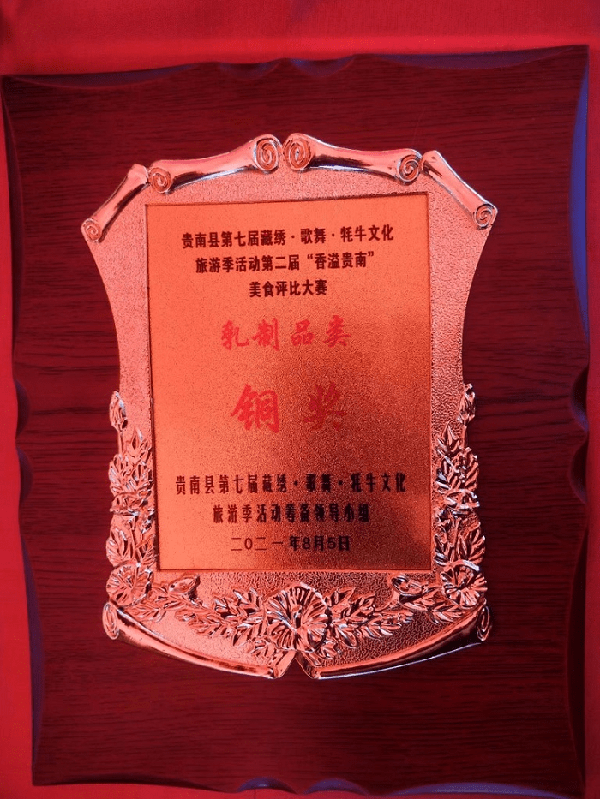 贵南县第七届藏绣·歌舞·牦牛文化
旅游季活动第二届“香溢贵南”
美食评比大赛
乳制品类
铜奖
贵南县第七届藏绣·歌舞·牦牛文化
旅游季活动筹备领导小组
二〇二一年8月5日